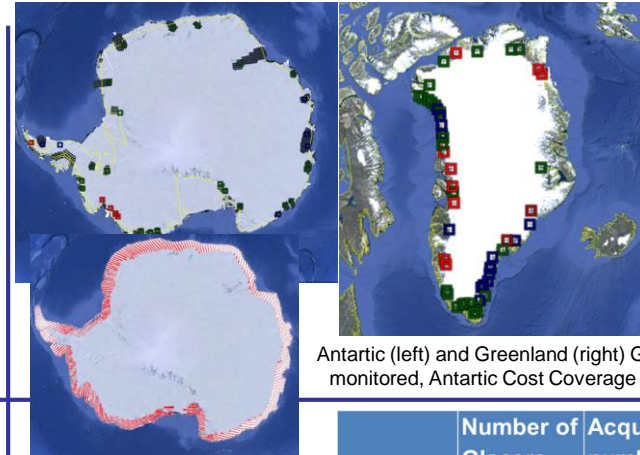 Antartic (left) and Greenland (right) G
monitored, Antartic Cost Coverage
Number of Acqu